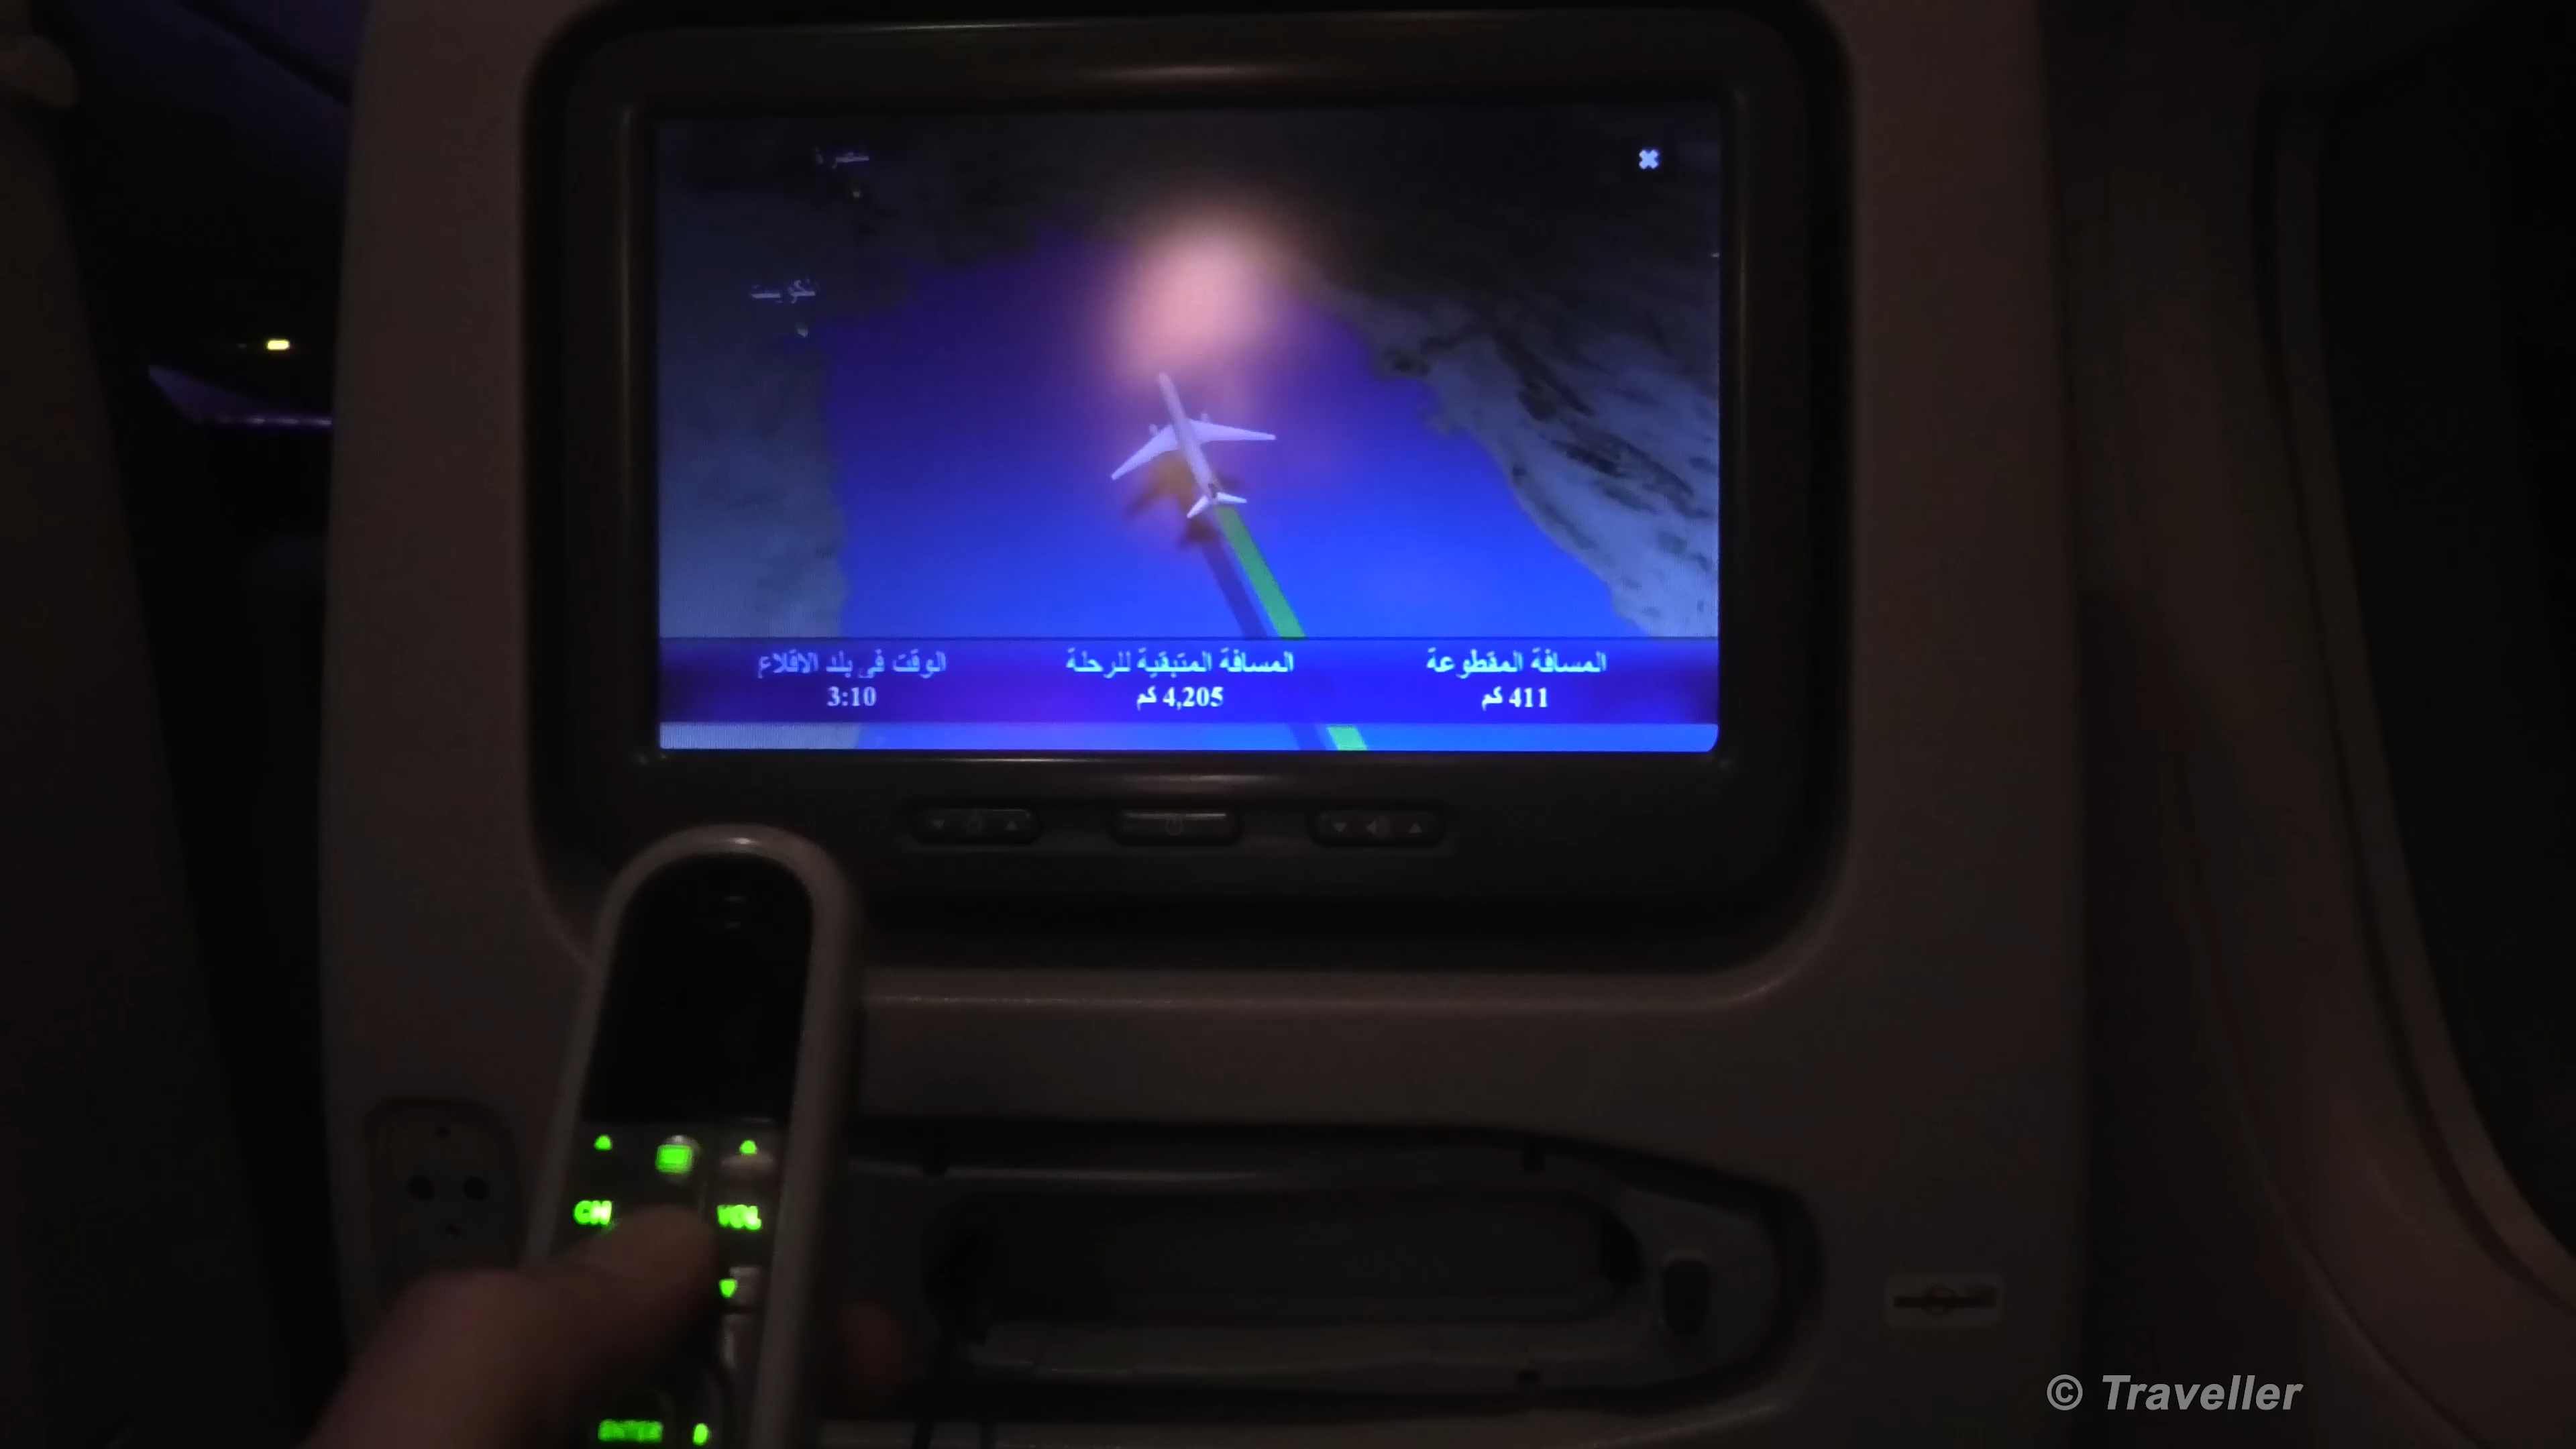 الكويت
المسافة المقطوعة
411 كم
المسافة المتبقية للرحلة
4,205 كم
الوقت في بلد الاقلاع
3:10
CH
VOL
ENTER
© Traveller